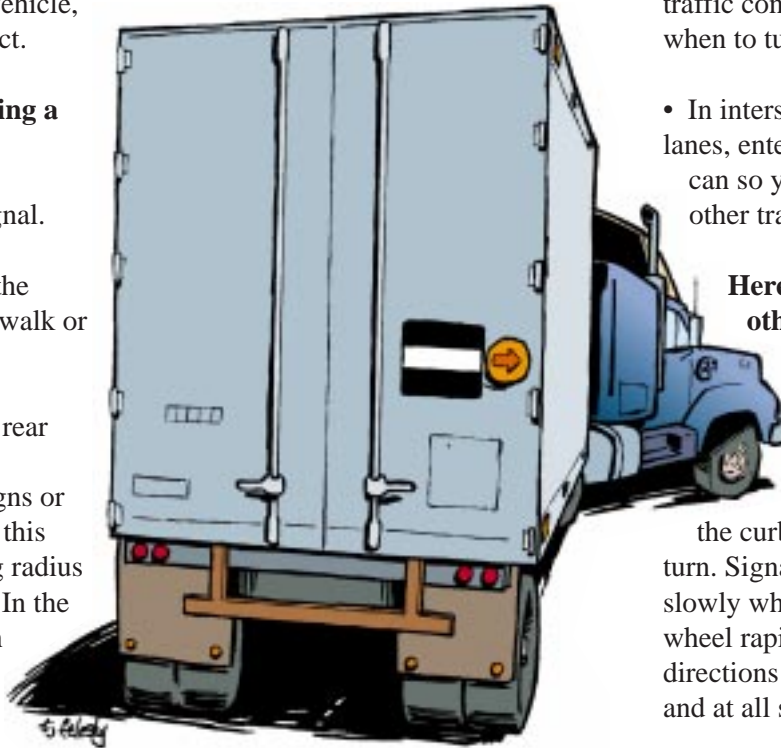 ehicle,
ct.
ing a
gnal.
the
walk or
rear
gns or
this
g radius
In the
traffic con
when to tu
• In inters
lanes, ente
can so y
other tra
Here
oth
the curb
turn. Signa
slowly wh
wheel rapi
directions
and at all s